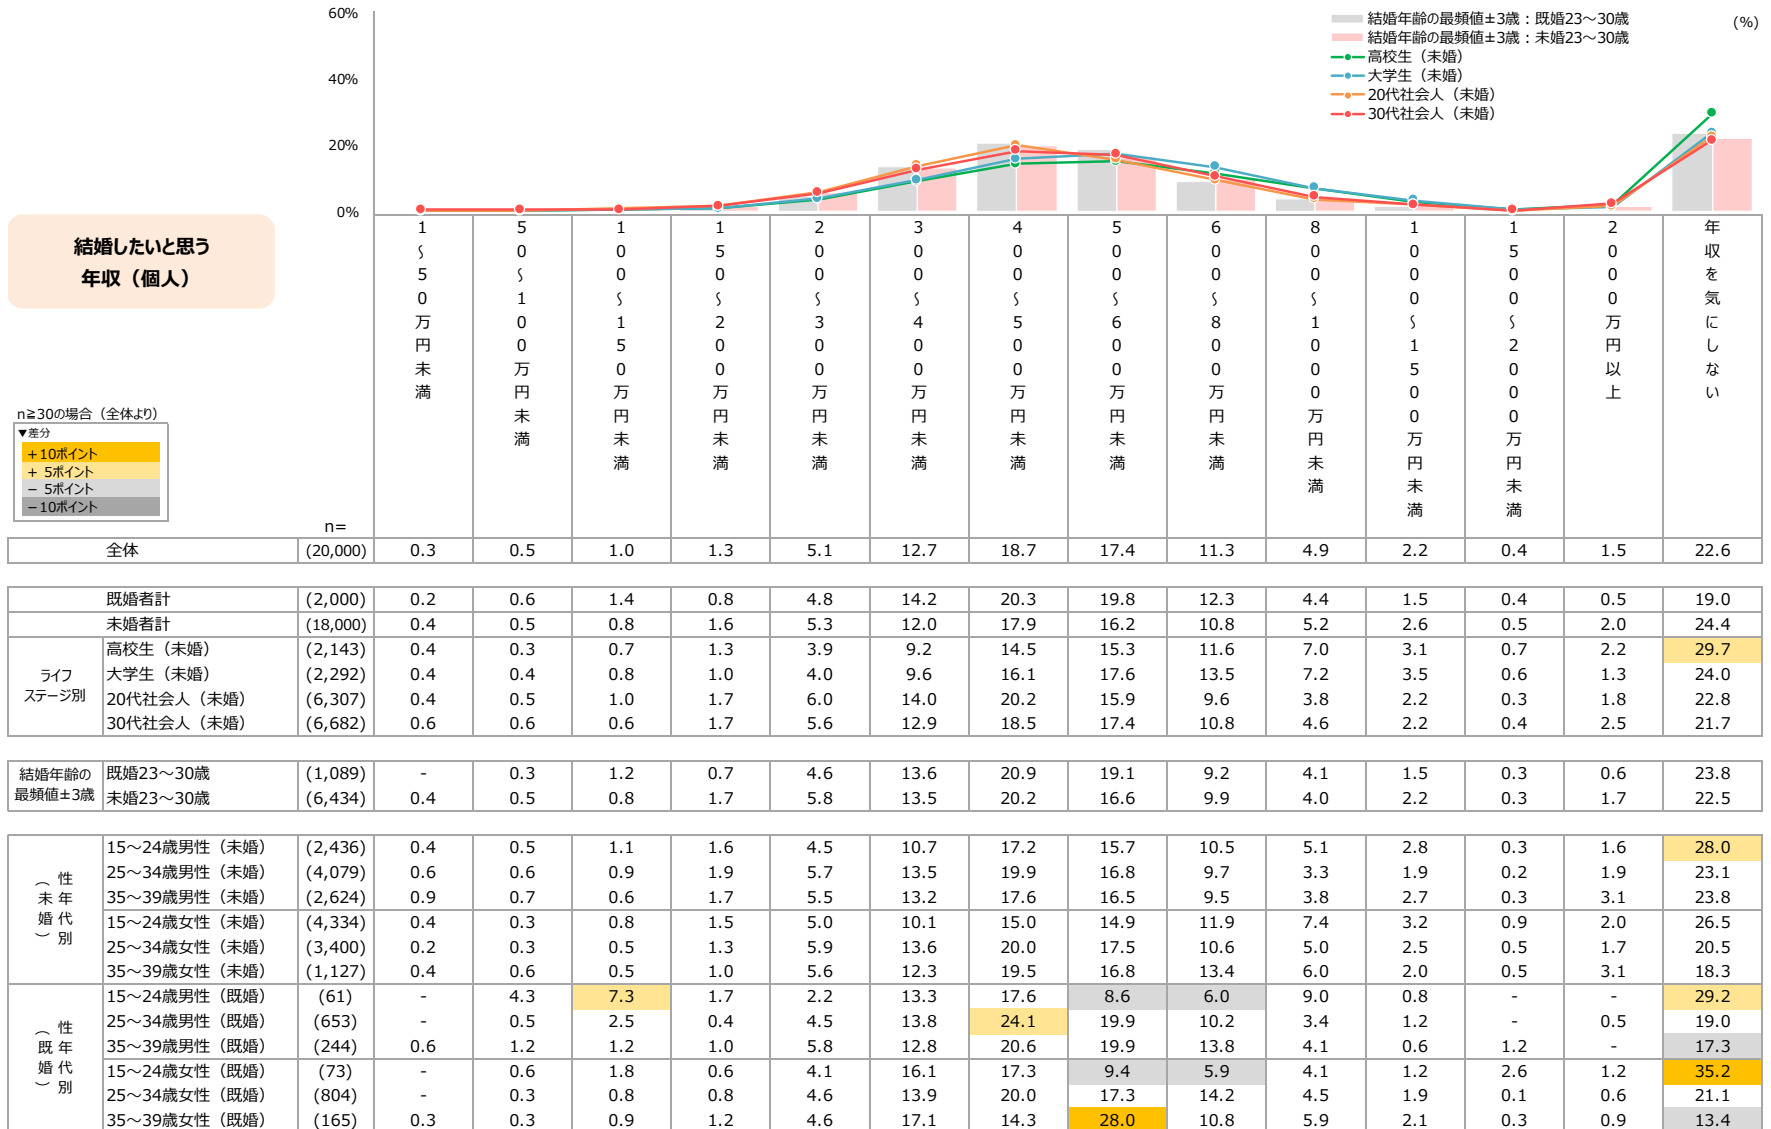 60%
40%
20%
0%
結婚年齢の最頻値±3歳：既婚23～30歳
結婚年齢の最頻値±3歳：未婚23～30歳
高校生（未婚）
大学生（未婚）
20代社会人（未婚）
30代社会人（未婚）
(%)
結婚したいと思う
年収（個人）
1～50万円未満
50～100万円未満
100～150万円未満
150～200万円未満
200～300万円未満
300～400万円未満
400～500万円未満
500～600万円未満
600～800万円未満
800～1000万円未満
1000～1500万円未満
1500～2000万円未満
2000万円以上
年収を気にしない
n≧30の場合（全体より）
▼差分
＋10ポイント
＋ 5ポイント
－ 5ポイント
－10ポイント
n=
全体 (20,000) 0.3 0.5 1.0 1.3 5.1 12.7 18.7 17.4 11.3 4.9 2.2 0.4 1.5 22.6
既婚者計 (2,000) 0.2 0.6 1.4 0.8 4.8 14.2 20.3 19.8 12.3 4.4 1.5 0.4 0.5 19.0
未婚者計 (18,000) 0.4 0.5 0.8 1.6 5.3 12.0 17.9 16.2 10.8 5.2 2.6 0.5 2.0 24.4
ライフ
ステージ別
高校生（未婚） (2,143) 0.4 0.3 0.7 1.3 3.9 9.2 14.5 15.3 11.6 7.0 3.1 0.7 2.2 29.7
大学生（未婚） (2,292) 0.4 0.4 0.8 1.0 4.0 9.6 16.1 17.6 13.5 7.2 3.5 0.6 1.3 24.0
20代社会人（未婚） (6,307) 0.4 0.5 1.0 1.7 6.0 14.0 20.2 15.9 9.6 3.8 2.2 0.3 1.8 22.8
30代社会人（未婚） (6,682) 0.6 0.6 0.6 1.7 5.6 12.9 18.5 17.4 10.8 4.6 2.2 0.4 2.5 21.7
結婚年齢の
最頻値±3歳
既婚23～30歳 (1,089) - 0.3 1.2 0.7 4.6 13.6 20.9 19.1 9.2 4.1 1.5 0.3 0.6 23.8
未婚23～30歳 (6,434) 0.4 0.5 0.8 1.7 5.8 13.5 20.2 16.6 9.9 4.0 2.2 0.3 1.7 22.5
性年代別
（未婚）
15～24歳男性（未婚） (2,436) 0.4 0.5 1.1 1.6 4.5 10.7 17.2 15.7 10.5 5.1 2.8 0.3 1.6 28.0
25～34歳男性（未婚） (4,079) 0.6 0.6 0.9 1.9 5.7 13.5 19.9 16.8 9.7 3.3 1.9 0.2 1.9 23.1
35～39歳男性（未婚） (2,624) 0.9 0.7 0.6 1.7 5.5 13.2 17.6 16.5 9.5 3.8 2.7 0.3 3.1 23.8
15～24歳女性（未婚） (4,334) 0.4 0.3 0.8 1.5 5.0 10.1 15.0 14.9 11.9 7.4 3.2 0.9 2.0 26.5
25～34歳女性（未婚） (3,400) 0.2 0.3 0.5 1.3 5.9 13.6 20.0 17.5 10.6 5.0 2.5 0.5 1.7 20.5
35～39歳女性（未婚） (1,127) 0.4 0.6 0.5 1.0 5.6 12.3 19.5 16.8 13.4 6.0 2.0 0.5 3.1 18.3
性年代別
（既婚）
15～24歳男性（既婚） (61) - 4.3 7.3 1.7 2.2 13.3 17.6 8.6 6.0 9.0 0.8 - - 29.2
25～34歳男性（既婚） (653) - 0.5 2.5 0.4 4.5 13.8 24.1 19.9 10.2 3.4 1.2 - 0.5 19.0
35～39歳男性（既婚） (244) 0.6 1.2 1.2 1.0 5.8 12.8 20.6 19.9 13.8 4.1 0.6 1.2 - 17.3
15～24歳女性（既婚） (73) - 0.6 1.8 0.6 4.1 16.1 17.3 9.4 5.9 4.1 1.2 2.6 1.2 35.2
25～34歳女性（既婚） (804) - 0.3 0.8 0.8 4.6 13.9 20.0 17.3 14.2 4.5 1.9 0.1 0.6 21.1
35～39歳女性（既婚） (165) 0.3 0.3 0.9 1.2 4.6 17.1 14.3 28.0 10.8 5.9 2.1 0.3 0.9 13.4